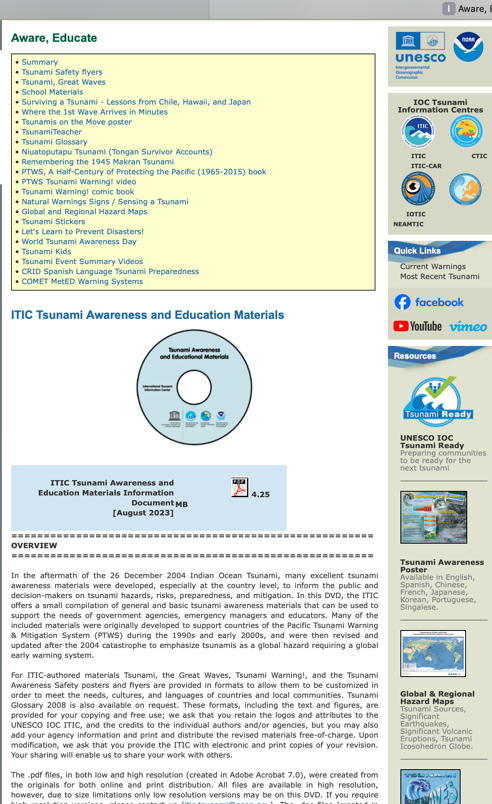 I Aware, E
Aware, Educate
• Summary
• Tsunami Safety flyers
• Tsunami, Great Waves
• School Materials
• Surviving a Tsunami - Lessons from Chile, Hawaii, and Japan
• Where the 1st Wave Arrives in Minutes
• Tsunamis on the Move poster
• TsunamiTeacher
• Tsunami Glossary
• Niuatoputapu Tsunami (Tongan Survivor Accounts)
• Remembering the 1945 Makran Tsunami
• PTWS, A Half-Century of Protecting the Pacific (1965-2015) book
• PTWS Tsunami Warning! video
• Tsunami Warning! comic book
• Natural Warnings Signs / Sensing a Tsunami
• Global and Regional Hazard Maps
• Tsunami Stickers
• Let's Learn to Prevent Disasters!
• World Tsunami Awareness Day
• Tsunami Kids
• Tsunami Event Summary Videos
• CRID Spanish Language Tsunami Preparedness
• COMET MetED Warning Systems
ITIC Tsunami Awareness and Education Materials
Tsunami Awareness
and Educational Materials
International Tsunami
Information Center
ITIC Tsunami Awareness and
Education Materials Information
Document
[August 2023]
PDF 4.25
MB
=======================================================
OVERVIEW
=======================================================
In the aftermath of the 26 December 2004 Indian Ocean Tsunami, many excellent tsunami
awareness materials were developed, especially at the country level, to inform the public and
decision-makers on tsunami hazards, risks, preparedness, and mitigation. In this DVD, the ITIC
offers a small compilation of general and basic tsunami awareness materials that can be used to
support the needs of government agencies, emergency managers and educators. Many of the
included materials were originally developed to support countries of the Pacific Tsunami Warning
& Mitigation System (PTWS) during the 1990s and early 2000s, and were then revised and
updated after the 2004 catastrophe to emphasize tsunamis as a global hazard requiring a global
early warning system.
For ITIC-authored materials Tsunami, the Great Waves, Tsunami Warning!, and the Tsunami
Awareness Safety posters and flyers are provided in formats to allow them to be customized in
order to meet the needs, cultures, and languages of countries and local communities. Tsunami
Glossary 2008 is also available on request. These formats, including the text and figures, are
provided for your copying and free use; we ask that you retain the logos and attributes to the
UNESCO IOC ITIC, and the credits to the individual authors and/or agencies, but you may also
add your agency information and print and distribute the revised materials free-of-charge. Upon
modification, we ask that you provide the ITIC with electronic and print copies of your revision.
Your sharing will enable us to share your work with others.
The .pdf files, in both low and high resolution (created in Adobe Acrobat 7.0), were created from
the originals for both online and print distribution. All files are available in high resolution,
however, due to size limitations only low resolution versions may be on this DVD. If you require
unesco
Intergovernmental
Oceanographic
Commission
NOAA
IOC Tsunami
Information Centres
ITIC
CTIC
ITIC-CAR
IOTIC
NEAMTIC
Quick Links
Current Warnings
Most Recent Tsunami
facebook
YouTube
vimeo
Resources
Tsunami Ready
UNESCO IOC
Tsunami Ready
Preparing communities
to be ready for the
next tsunami
Tsunami Awareness
Poster
Available in English,
Spanish, Chinese,
French, Japanese,
Korean, Portuguese,
Singalese.
Global & Regional
Hazard Maps
Tsunami Sources,
Significant
Earthquakes,
Significant Volcanic
Eruptions, Tsunami
Icosohedron Globe.